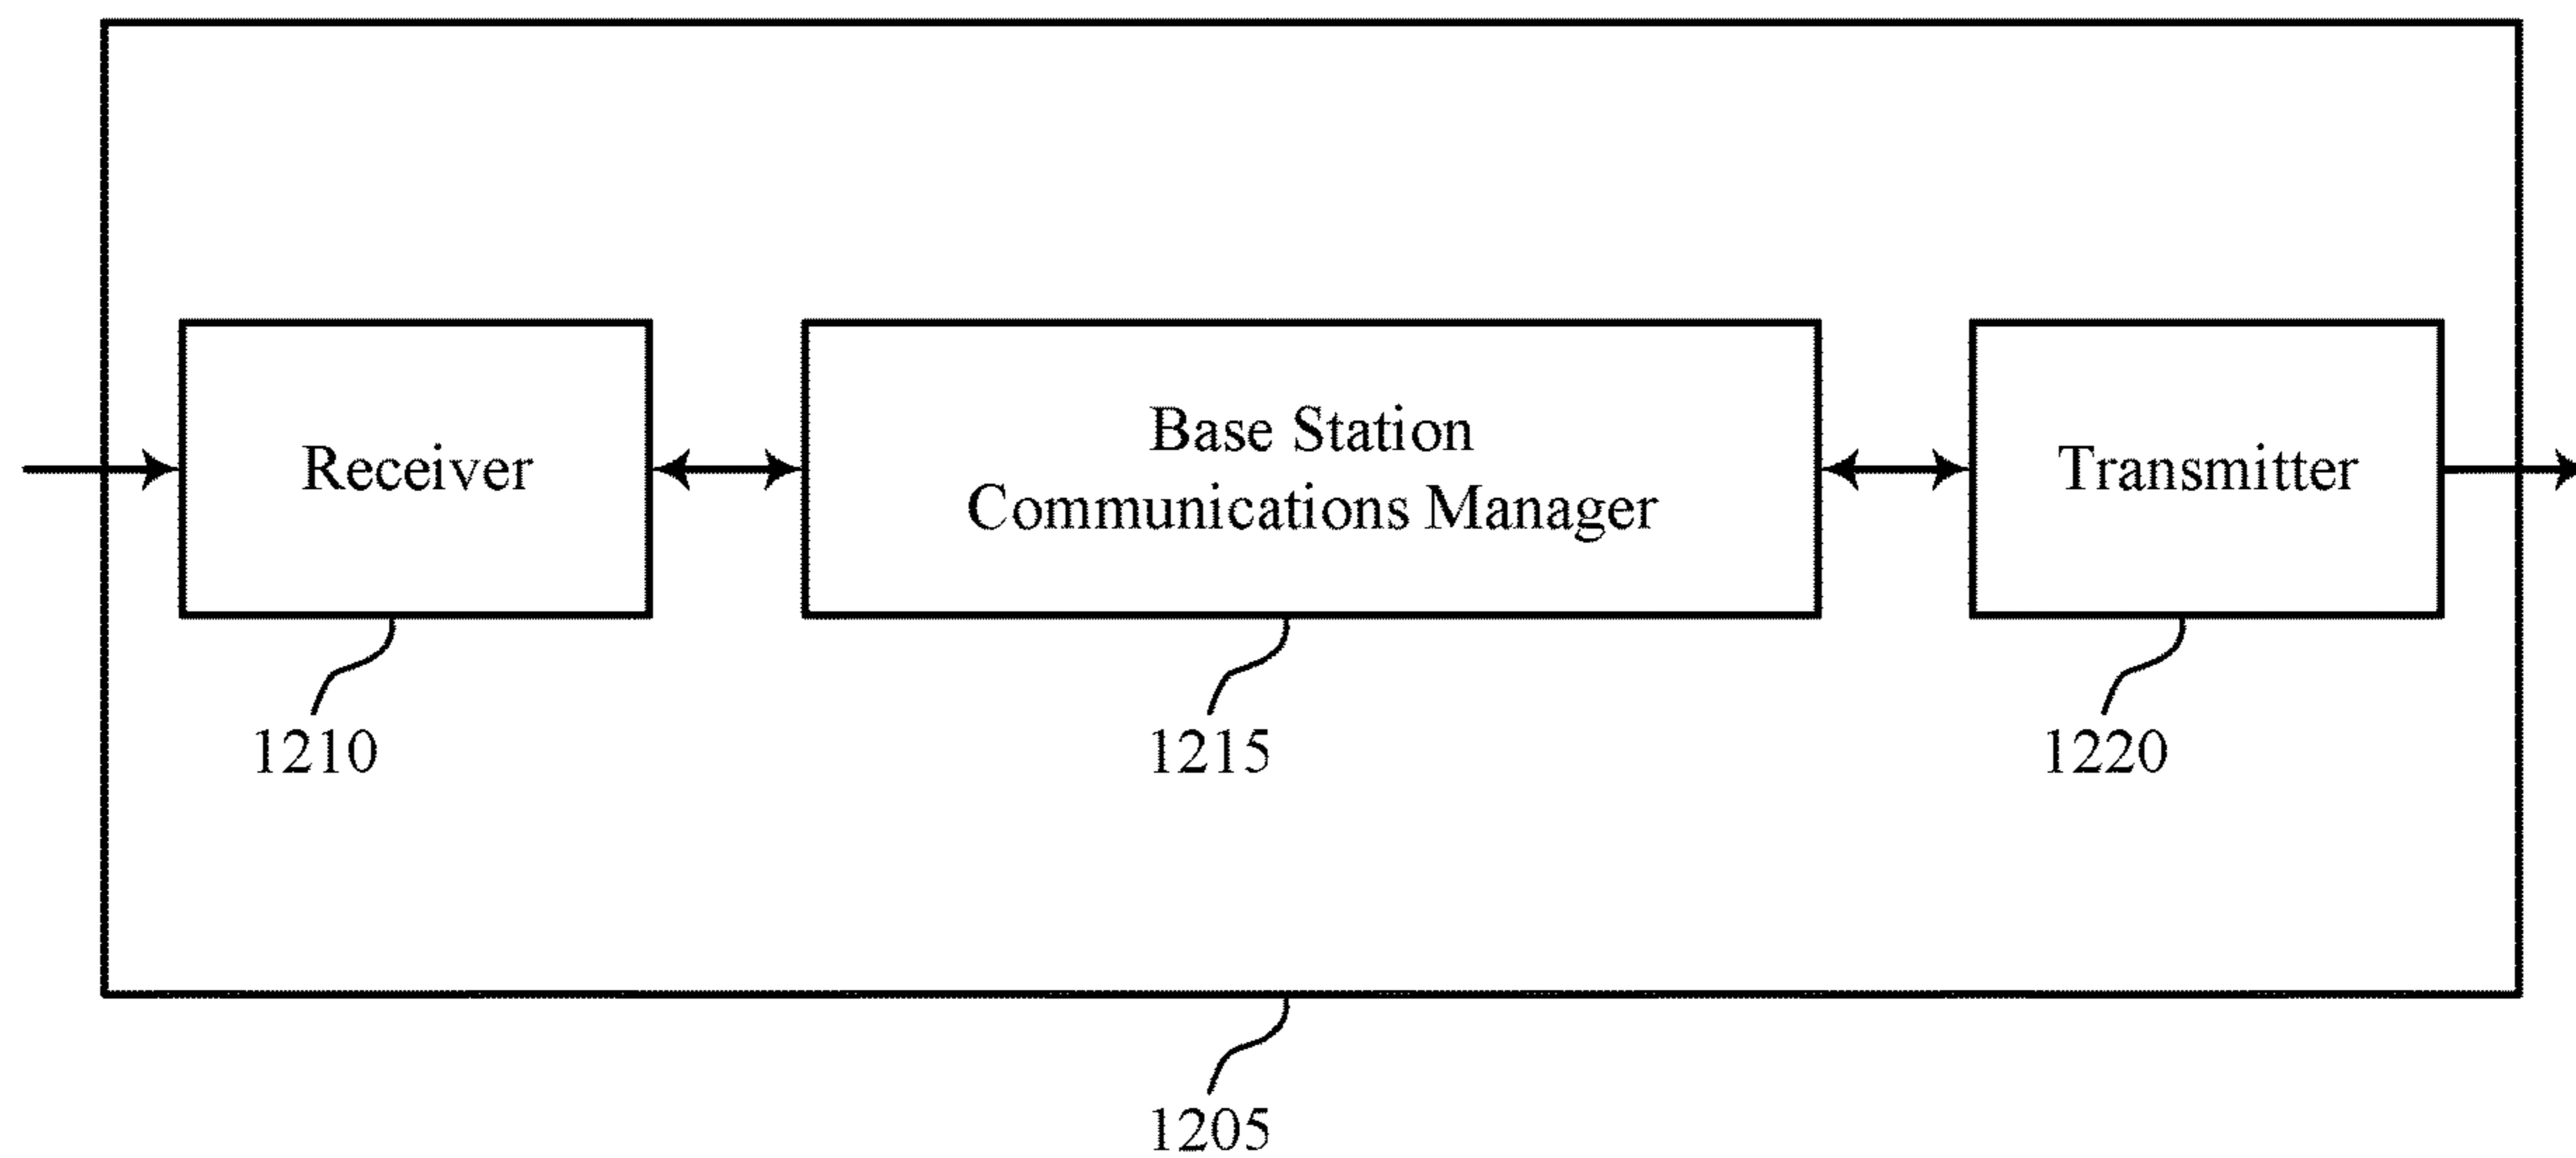 Receiver
Base Station
Communications Manager
Transmitter
1210
1215
1220
1205